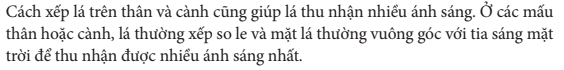 Cách xếp lá trên thân và cành cũng giúp lá thu nhận nhiều ánh sáng. Ở các mấu
thân hoặc cành, lá thường xếp so le và mặt lá thường vuông góc với tia sáng mặt
trời để thu nhận được nhiều ánh sáng nhất.